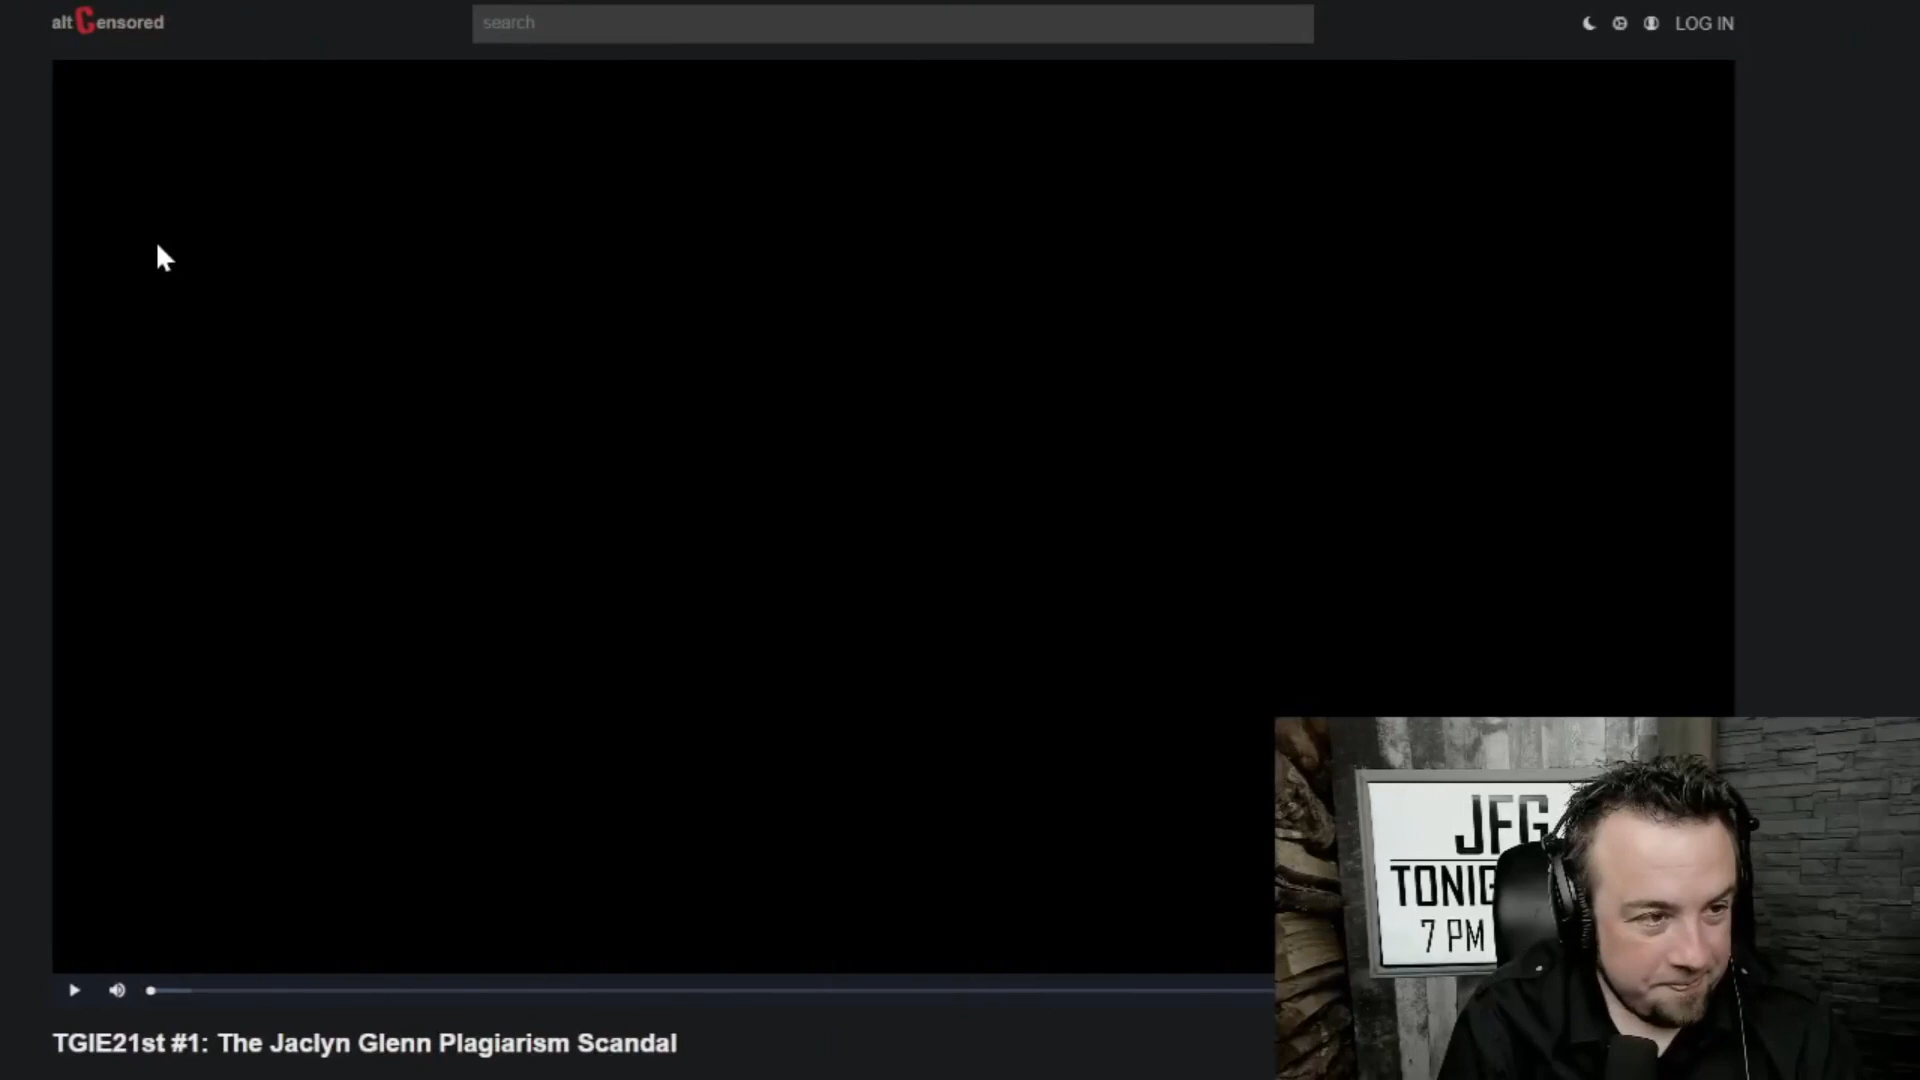 altCensored
search
LOG IN
JFG
TONIG
7 PM
TGIE21st #1: The Jaclyn Glenn Plagiarism Scandal